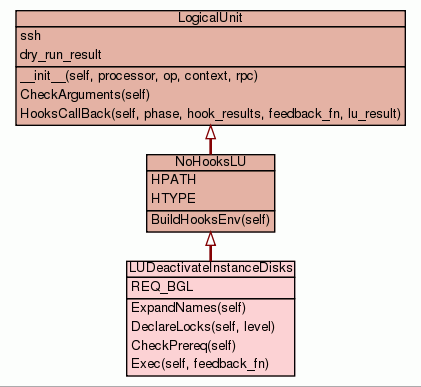 LogicalUnit
ssh
dry_run_result
__init__(self, processor, op, context, rpc)
CheckArguments(self)
HooksCallBack(self, phase, hook_results, feedback_fn, lu_result)
NoHooksLU
HPATH
HTYPE
BuildHooksEnv(self)
LUDeactivateInstanceDisks
REQ_BGL
ExpandNames(self)
DeclareLocks(self, level)
CheckPrereq(self)
Exec(self, feedback_fn)